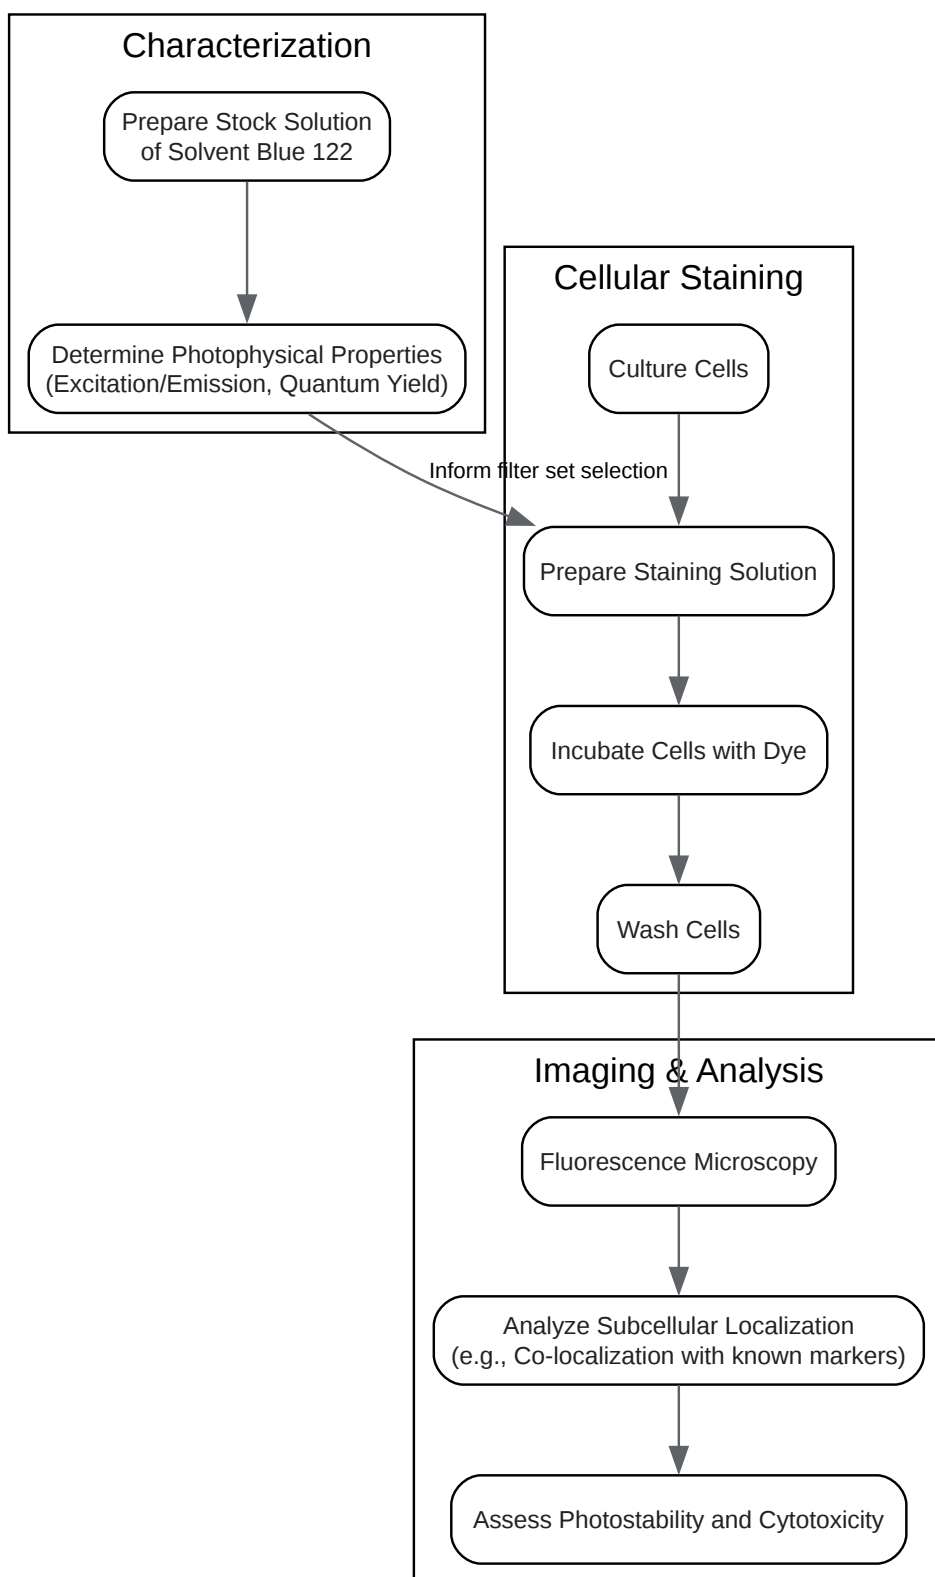 Characterization
Prepare Stock Solution
of Solvent Blue 122
Determine Photophysical Properties
(Excitation/Emission, Quantum Yield)
Cellular Staining
Culture Cells
Inform filter set selection
Prepare Staining Solution
Incubate Cells with Dye
Wash Cells
Imaging & Analysis
Fluorescence Microscopy
Analyze Subcellular Localization
(e.g., Co-localization with known markers)
Assess Photostability and Cytotoxicity